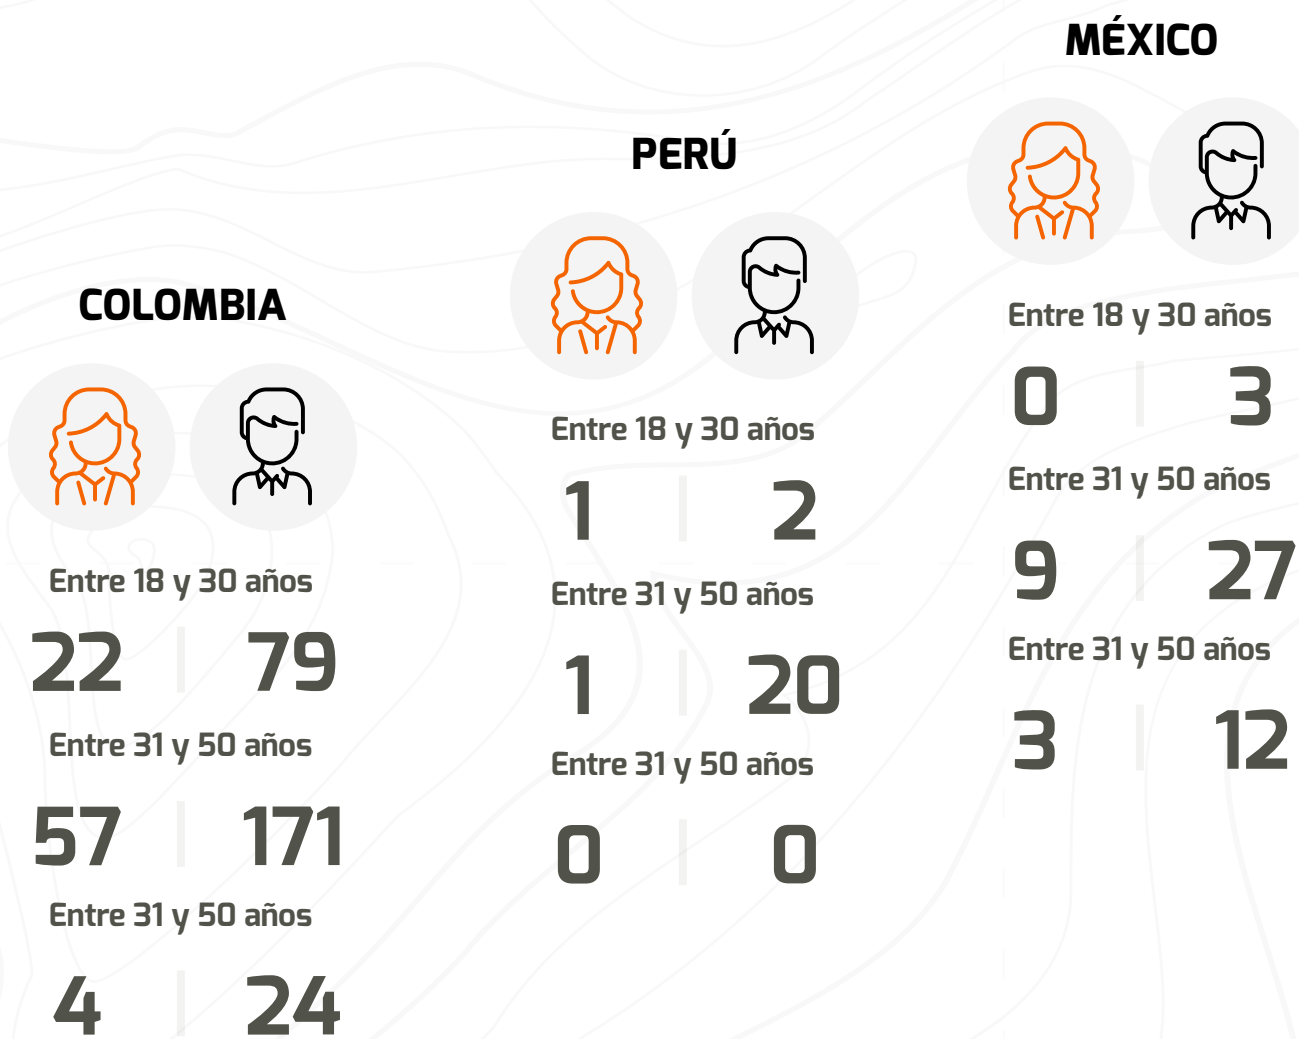 COLOMBIA
Entre 18 y 30 años
22 79
Entre 31 y 50 años
57 171
Entre 31 y 50 años
4 24
PERÚ
Entre 18 y 30 años
1 2
Entre 31 y 50 años
1 20
Entre 31 y 50 años
0 0
MÉXICO
Entre 18 y 30 años
0 3
Entre 31 y 50 años
9 27
Entre 31 y 50 años
3 12